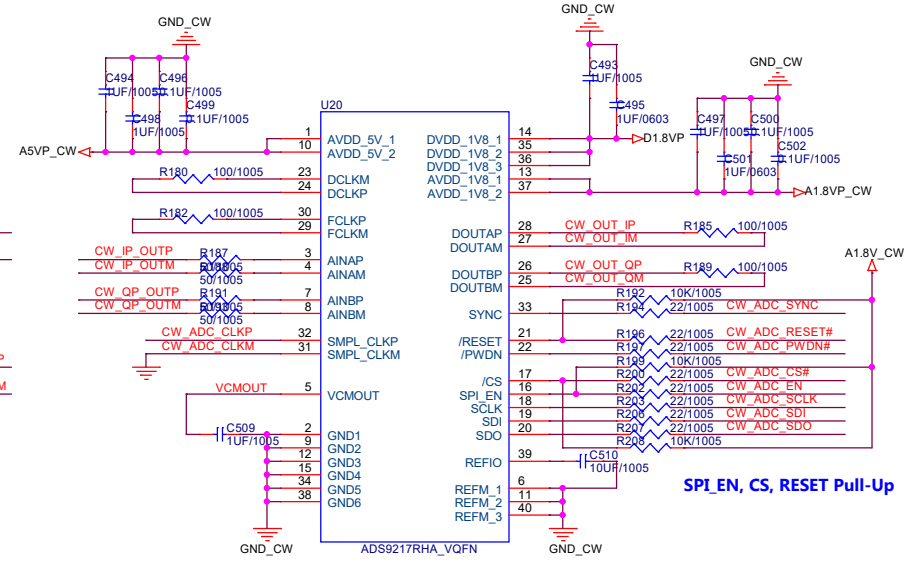 GND_CW
GND_CW
GND_CW
C494
1UF/1005
C496
C498
1UF/1005
C499
0.1UF/1005
A5VP_CW
C493
1UF/1005
C495
1UF/0603
D1.8VP
C497
1UF/1005
C500
C501
1UF/0603
C502
0.1UF/1005
A1.8VP_CW
U20
1 AVDD_5V_1
10 AVDD_5V_2
R180 100/1005
23 DCLKM
24 DCLKP
R182 100/1005
30 FCLKP
29 FCLKM
CW_IP_OUTP R187
3 AINAP
CW_IP_OUTM
4 AINAM
50/1005
CW_QP_OUTP R191
7 AINBP
CW_QP_OUTM
8 AINBM
50/1005
CW_ADC_CLKP
32 SMPL_CLKP
CW_ADC_CLKM
31 SMPL_CLKM
VCMOUT
5 VCMOUT
C509
1UF/1005
2 GND1
9 GND2
12 GND3
15 GND4
34 GND5
38 GND6
GND_CW
DVDD_1V8_1 14
DVDD_1V8_2 35
DVDD_1V8_3 36
AVDD_1V8_1 13
AVDD_1V8_2 37
DOUTAP 28 CW_OUT_IP R185 100/1005
DOUTAM 27 CW_OUT_IM
DOUTBP 26 CW_OUT_QP R189 100/1005
DOUTBM 25 CW_OUT_QM
A1.8V_CW
R192 10K/1005
SYNC 33 R194 22/1005 CW_ADC_SYNC
/RESET 21 R196 22/1005 CW_ADC_RESET#
/PWDN 22 R197 22/1005 CW_ADC_PWDN#
R199 10K/1005
/CS 17 R200 22/1005 CW_ADC_CS#
SPI_EN 16 R202 22/1005 CW_ADC_EN
SCLK 18 R203 22/1005 CW_ADC_SCLK
SDI 19 R206 22/1005 CW_ADC_SDI
SDO 20 R207 22/1005 CW_ADC_SDO
R208 10K/1005
REFIO 39 C510
10UF/1005
REFM_1 6
REFM_2 11
REFM_3 40
GND_CW
SPI_EN, CS, RESET Pull-Up
ADS9217RHA_VQFN